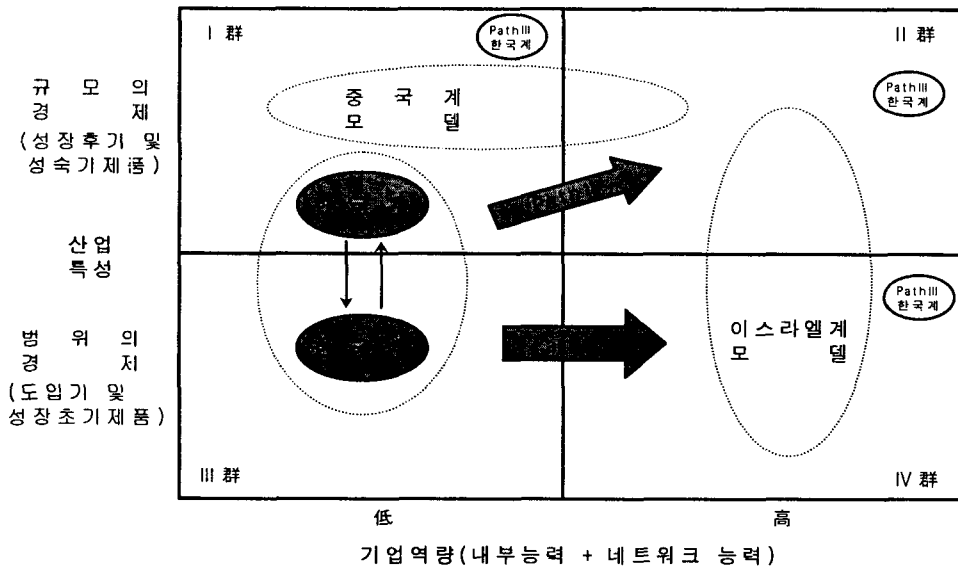 I 群
Path III
한국계
II 群
Path III
한국계
규 모 의
경 제
(성장후기 및
성숙기제품)
중 국 계
모 델
산업
특성
Path III
한국계
범 위 의
경 제
(도입기 및
성장초기제품)
이스라엘계
모 델
III 群
IV 群
低
高
기업역량(내부능력 + 네트워크 능력)